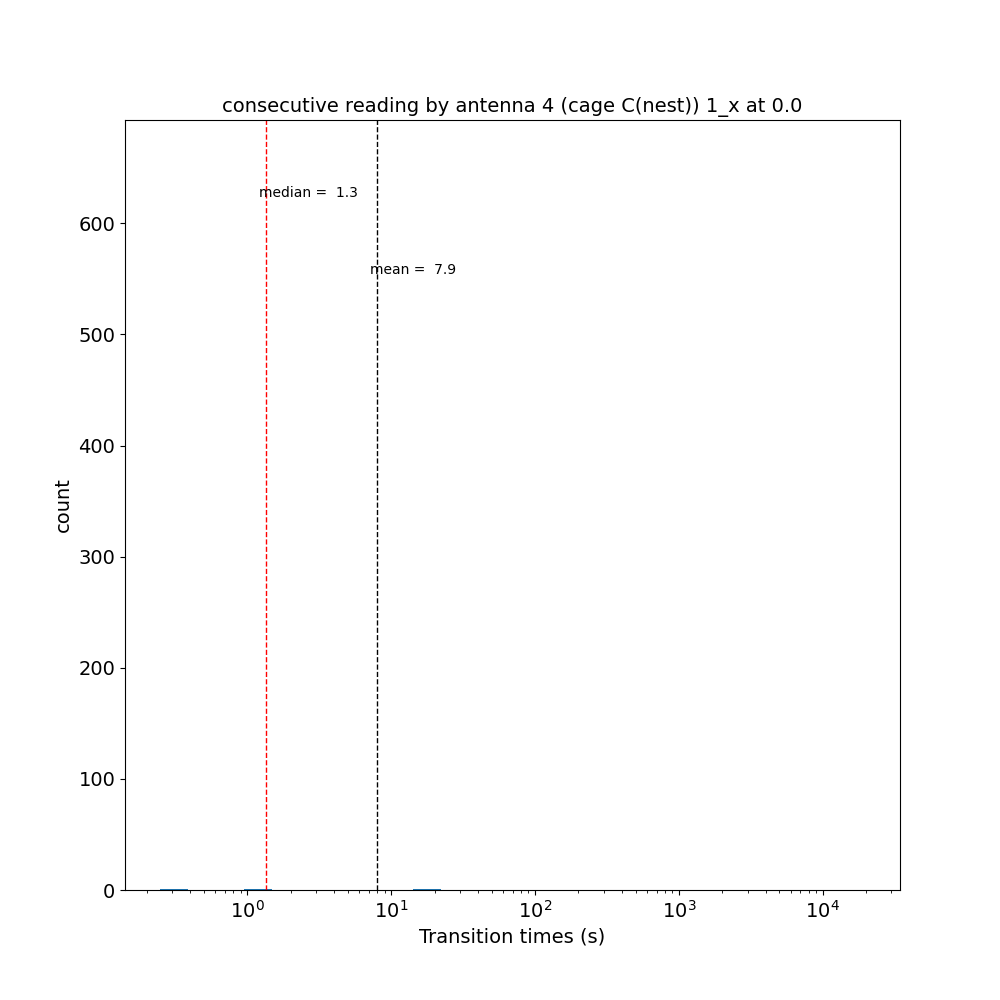 consecutive reading by antenna 4 (cage C(nest)) 1_x at 0.0
median =  1.3
mean =  7.9
600
500
400
300
200
100
0
count
10⁰ 10¹ 10² 10³ 10⁴
Transition times (s)